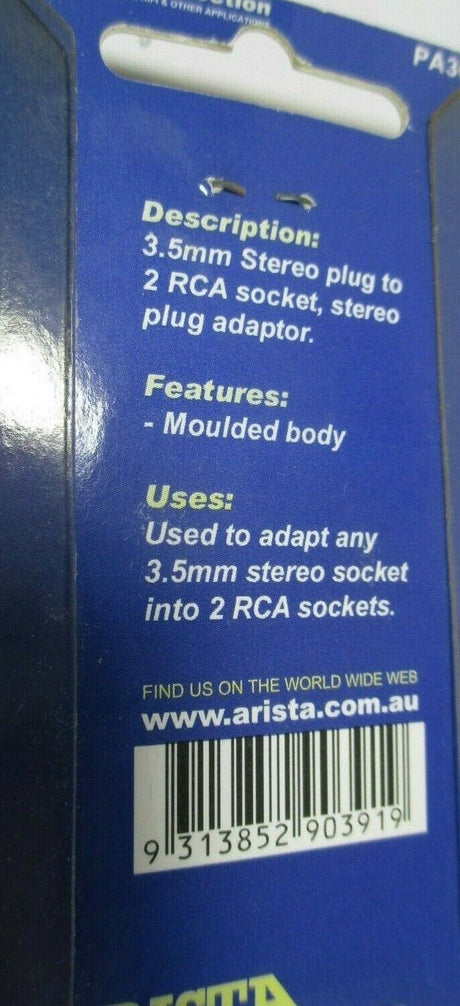 & OTHER APPLICATIONS
Description:
3.5mm Stereo plug to
2 RCA socket, stereo
plug adaptor.
Features:
- Moulded body
Uses:
Used to adapt any
3.5mm stereo socket
into 2 RCA sockets.
FIND US ON THE WORLD WIDE WEB
www.arista.com.au
9 313852 903919